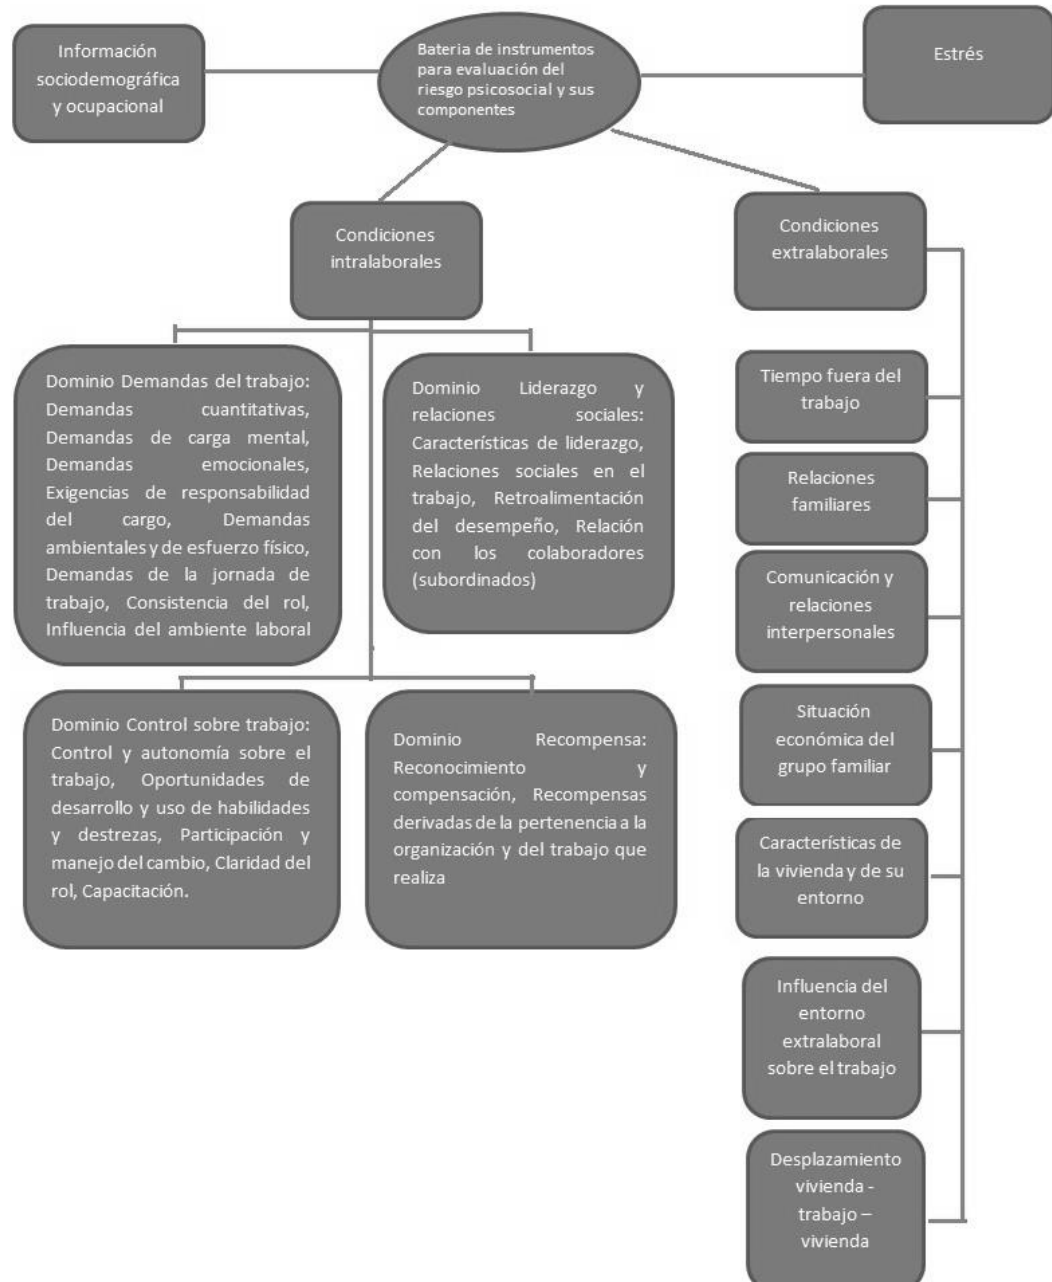 Información
sociodemográfica
y ocupacional
Bateria de instrumentos
para evaluación del
riesgo psicosocial y sus
componentes
Estrés
Condiciones
intralaborales
Condiciones
extralaborales
Dominio Demandas del trabajo:
Demandas cuantitativas,
Demandas de carga mental,
Demandas emocionales,
Exigencias de responsabilidad
del cargo, Demandas
ambientales y de esfuerzo físico,
Demandas de la jornada de
trabajo, Consistencia del rol,
Influencia del ambiente laboral
Dominio Liderazgo y
relaciones sociales:
Características de liderazgo,
Relaciones sociales en el
trabajo, Retroalimentación
del desempeño, Relación
con los colaboradores
(subordinados)
Dominio Control sobre trabajo:
Control y autonomía sobre el
trabajo, Oportunidades de
desarrollo y uso de habilidades
y destrezas, Participación y
manejo del cambio, Claridad del
rol, Capacitación.
Dominio Recompensa:
Reconocimiento y
compensación, Recompensas
derivadas de la pertenencia a la
organización y del trabajo que
realiza
Tiempo fuera del
trabajo
Relaciones
familiares
Comunicación y
relaciones
interpersonales
Situación
económica del
grupo familiar
Características de
la vivienda y de su
entorno
Influencia del
entorno
extralaboral
sobre el trabajo
Desplazamiento
vivienda -
trabajo –
vivienda